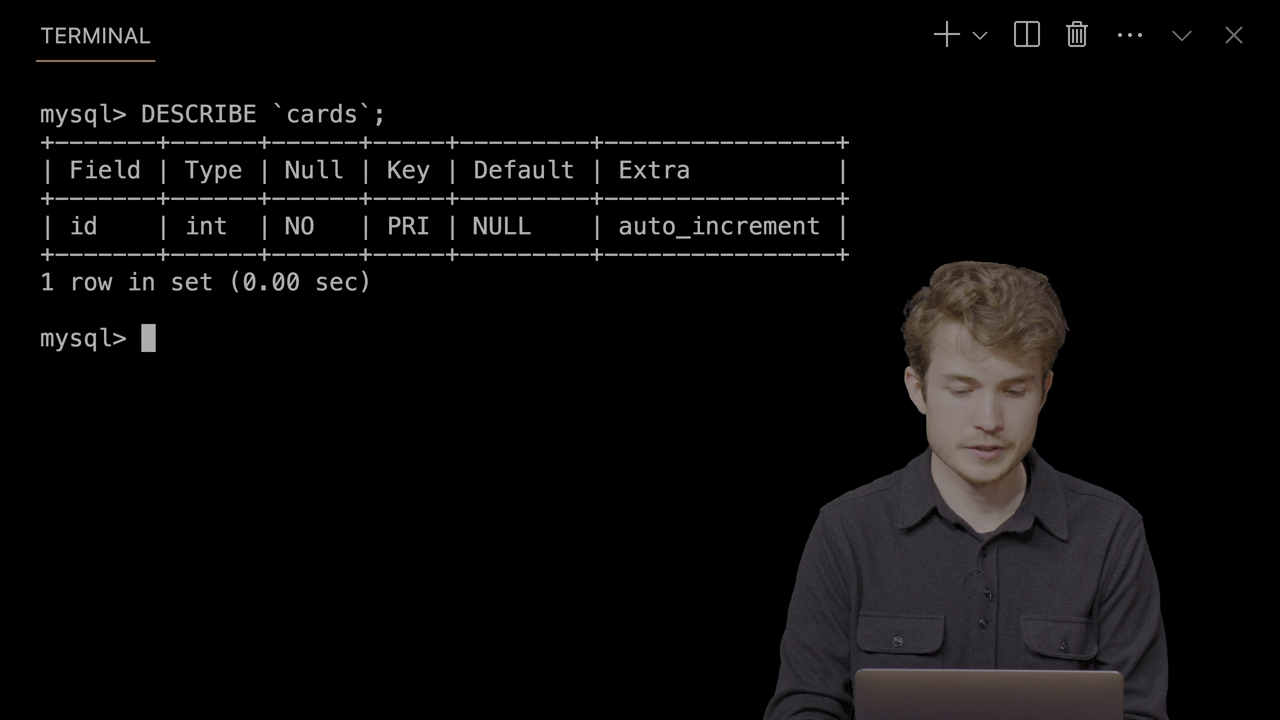 TERMINAL
mysql> DESCRIBE `cards`;
+-------+------+------+-----+---------+----------------+
| Field | Type | Null | Key | Default | Extra          |
+-------+------+------+-----+---------+----------------+
| id    | int  | NO   | PRI | NULL    | auto_increment |
+-------+------+------+-----+---------+----------------+
1 row in set (0.00 sec)
mysql>